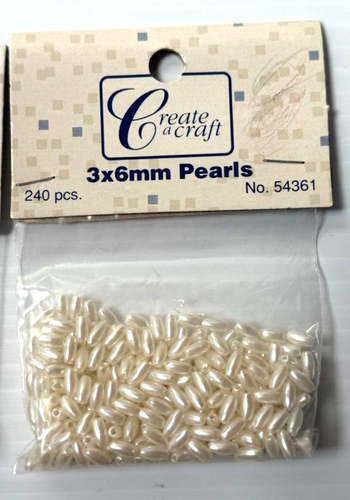 Create
a craft
3x6mm Pearls
240 pcs.
No. 54361